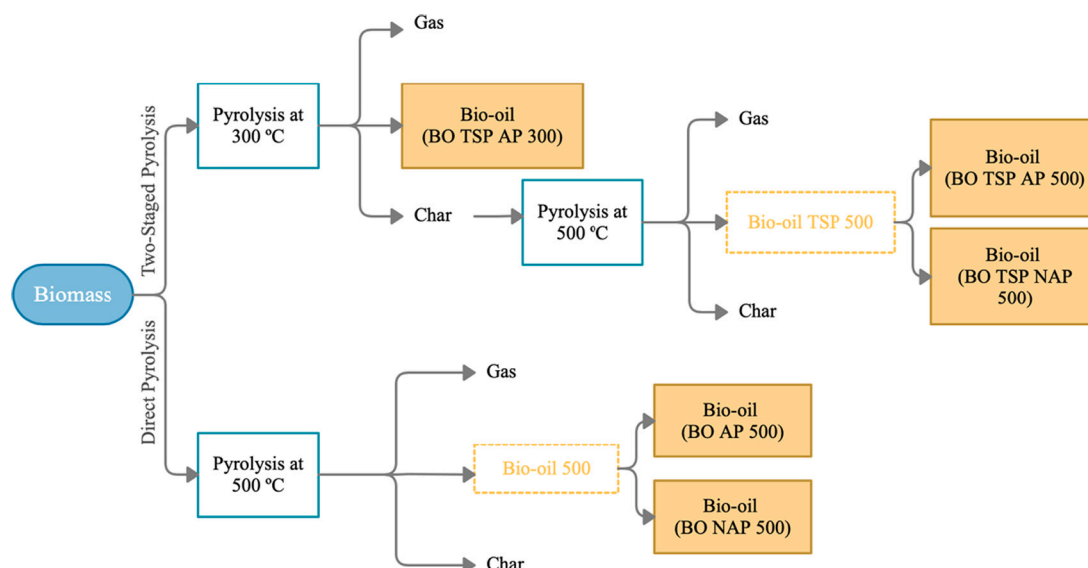 Gas
Two-Staged Pyrolysis
Pyrolysis at
300 ºC
Bio-oil
(BO TSP AP 300)
Char
Pyrolysis at
500 ºC
Gas
Bio-oil TSP 500
Char
Bio-oil
(BO TSP AP 500)
Bio-oil
(BO TSP NAP
500)
Biomass
Direct Pyrolysis
Pyrolysis at
500 ºC
Gas
Bio-oil 500
Char
Bio-oil
(BO AP 500)
Bio-oil
(BO NAP 500)